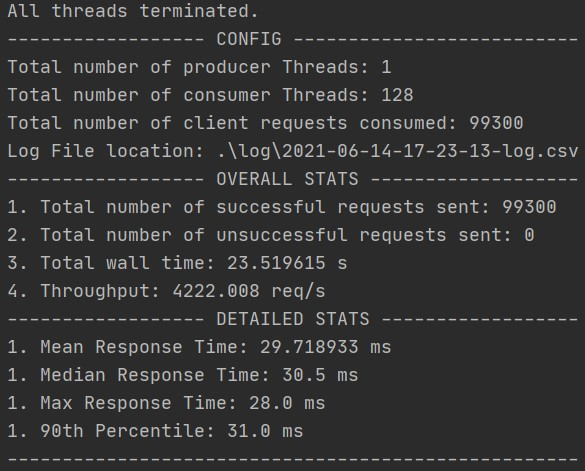 All threads terminated.
------------------ CONFIG --------------------------
Total number of producer Threads: 1
Total number of consumer Threads: 128
Total number of client requests consumed: 99300
Log File location: .\log\2021-06-14-17-23-13-log.csv
------------------ OVERALL STATS -------------------
1. Total number of successful requests sent: 99300
2. Total number of unsuccessful requests sent: 0
3. Total wall time: 23.519615 s
4. Throughput: 4222.008 req/s
------------------ DETAILED STATS ------------------
1. Mean Response Time: 29.718933 ms
1. Median Response Time: 30.5 ms
1. Max Response Time: 28.0 ms
1. 90th Percentile: 31.0 ms
----------------------------------------------------